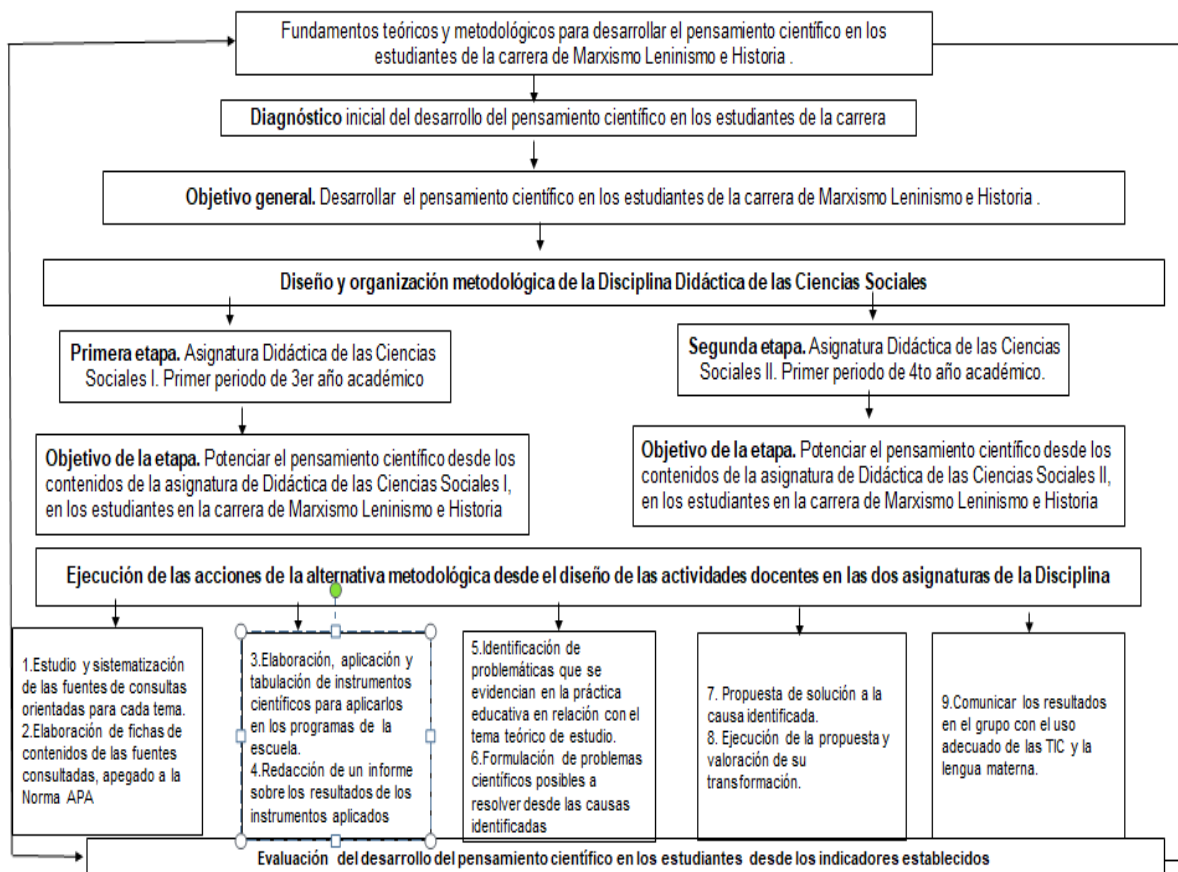 Fundamentos teóricos y metodológicos para desarrollar el pensamiento científico en los
estudiantes de la carrera de Marxismo Leninismo e Historia .
Diagnóstico inicial del desarrollo del pensamiento científico en los estudiantes de la carrera
Objetivo general. Desarrollar el pensamiento científico en los estudiantes de la carrera de Marxismo Leninismo e Historia .
Diseño y organización metodológica de la Disciplina Didáctica de las Ciencias Sociales
Primera etapa. Asignatura Didáctica de las Ciencias
Sociales I. Primer periodo de 3er año académico
Segunda etapa. Asignatura Didáctica de las Ciencias
Sociales II. Primer periodo de 4to año académico.
Objetivo de la etapa. Potenciar el pensamiento científico desde los
contenidos de la asignatura de Didáctica de las Ciencias Sociales I,
en los estudiantes en la carrera de Marxismo Leninismo e Historia
Objetivo de la etapa. Potenciar el pensamiento científico desde los
contenidos de la asignatura de Didáctica de las Ciencias Sociales II,
en los estudiantes en la carrera de Marxismo Leninismo e Historia
Ejecución de las acciones de la alternativa metodológica desde el diseño de las actividades docentes en las dos asignaturas de la Disciplina
1.Estudio y sistematización
de las fuentes de consultas
orientadas para cada tema.
2.Elaboración de fichas de
contenidos de las fuentes
consultadas, apegado a la
Norma APA
3.Elaboración, aplicación y
tabulación de instrumentos
científicos para aplicarlos
en los programas de la
escuela.
4.Redacción de un informe
sobre los resultados de los
instrumentos aplicados
5.Identificación de
problemáticas que se
evidencian en la práctica
educativa en relación con el
tema teórico de estudio.
6.Formulación de problemas
científicos posibles a
resolver desde las causas
identificadas
7. Propuesta de solución a la
causa identificada.
8. Ejecución de la propuesta y
valoración de su
transformación.
9.Comunicar los resultados
en el grupo con el uso
adecuado de las TIC y la
lengua materna.
Evaluación del desarrollo del pensamiento científico en los estudiantes desde los indicadores establecidos